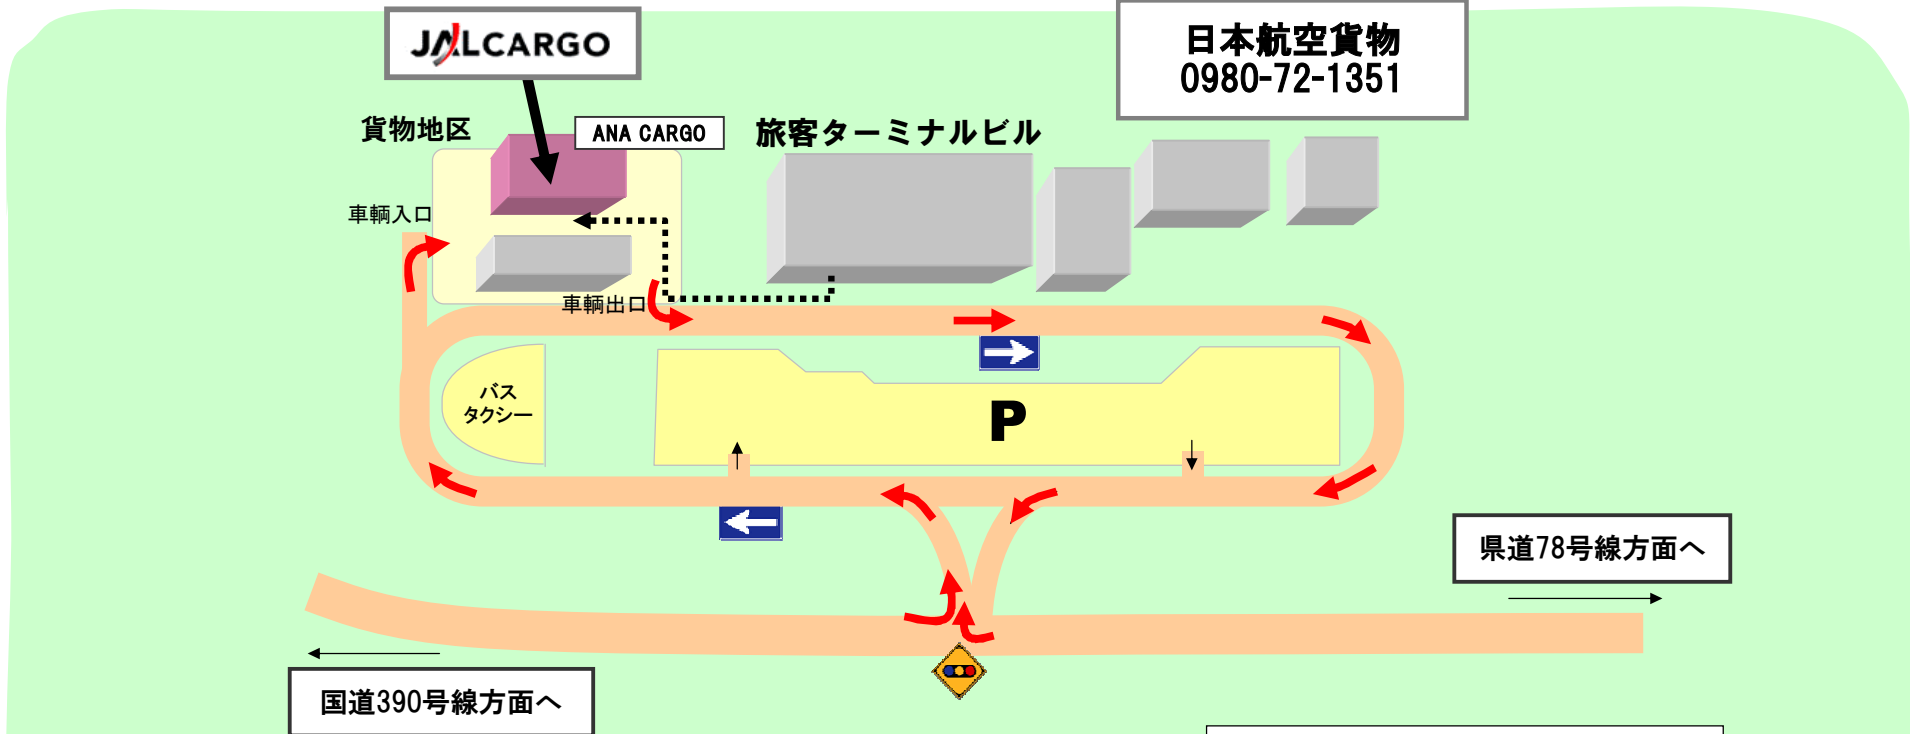 JALCARGO
日本航空貨物
0980-72-1351
貨物地区
ANA CARGO
旅客ターミナルビル
車輌入口
車輌出口
バス
タクシー
P
県道78号線方面へ
国道390号線方面へ